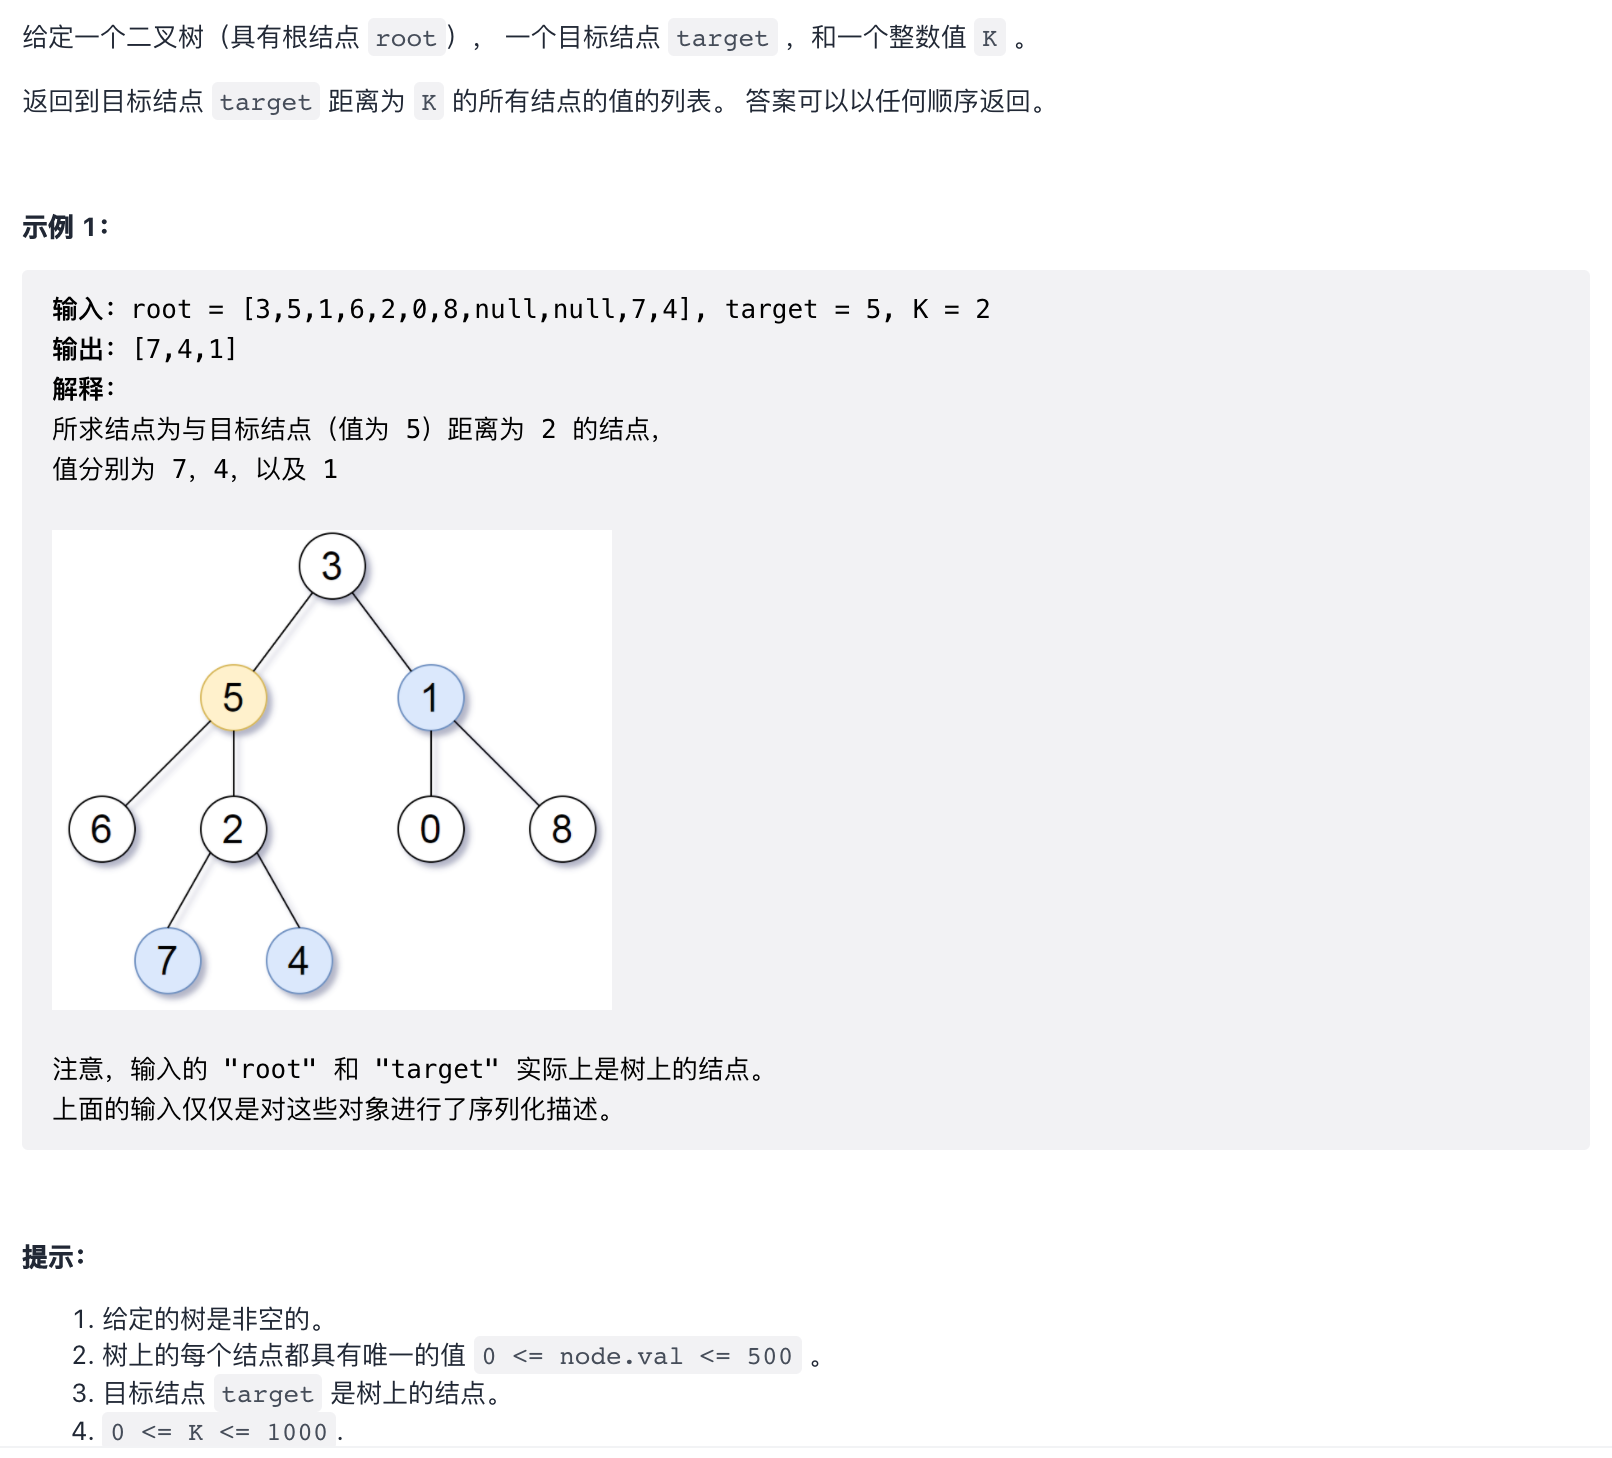 给定一个二叉树（具有根结点 root）， 一个目标结点 target ，和一个整数值 K 。
返回到目标结点 target 距离为 K 的所有结点的值的列表。 答案可以以任何顺序返回。
示例 1：
输入：root = [3,5,1,6,2,0,8,null,null,7,4], target = 5, K = 2
输出：[7,4,1]
解释：
所求结点为与目标结点（值为 5）距离为 2 的结点，
值分别为 7，4，以及 1
3
5 1
6 2 0 8
7 4
注意，输入的 "root" 和 "target" 实际上是树上的结点。
上面的输入仅仅是对这些对象进行了序列化描述。
提示：
1. 给定的树是非空的。
2. 树上的每个结点都具有唯一的值 0 <= node.val <= 500 。
3. 目标结点 target 是树上的结点。
4. 0 <= K <= 1000.